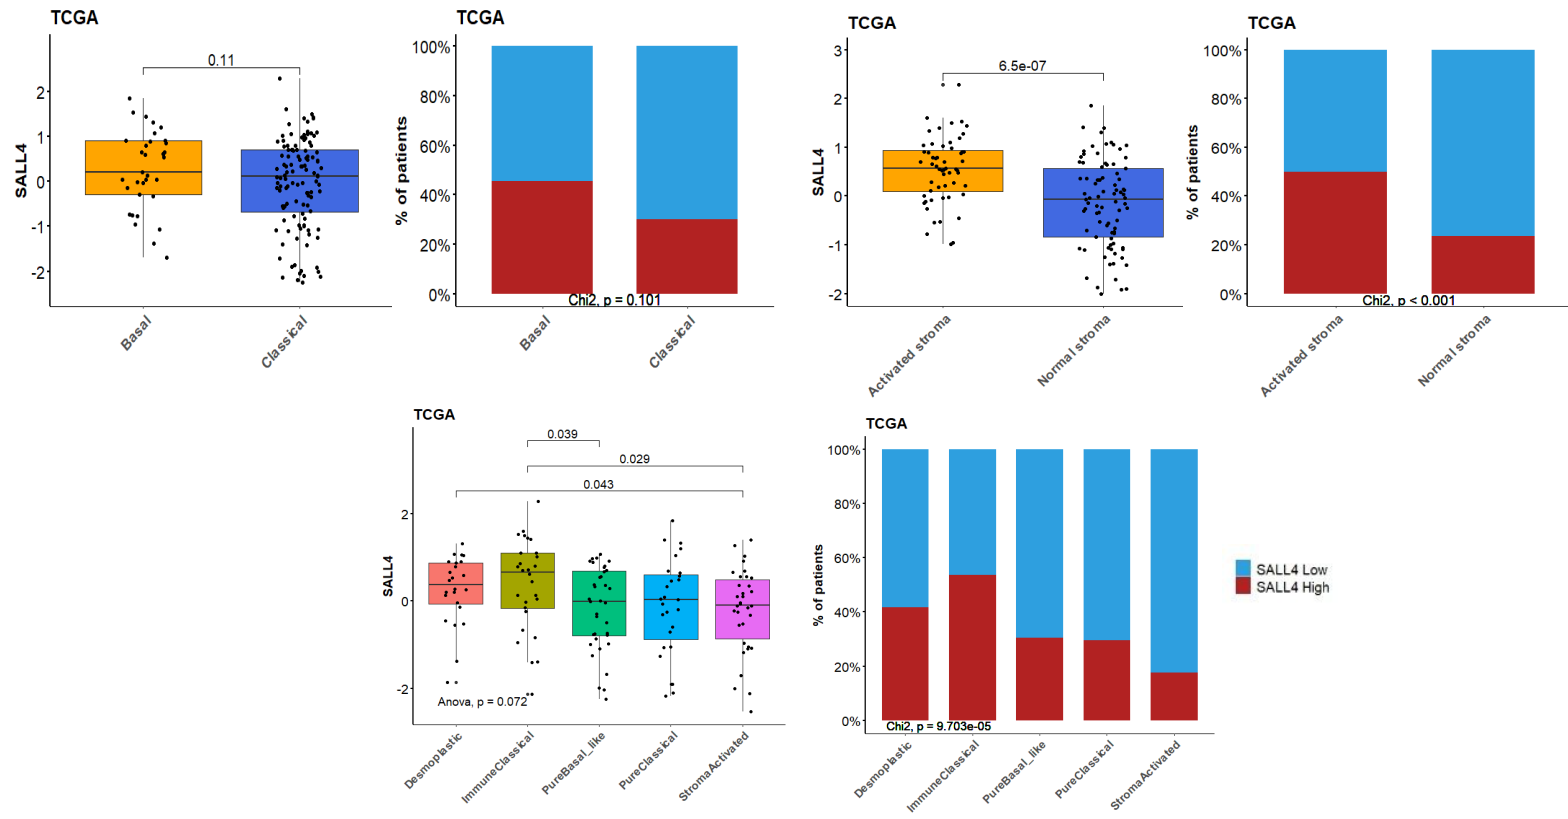 TCGA
SALL4
2
1
0
-1
-2
0.11
Basal
Classical
TCGA
% of patients
100%
80%
60%
40%
20%
0%
Chi2, p = 0.101
Basal
Classical
TCGA
SALL4
3
2
1
0
-1
-2
6.5e-07
Activated stroma
Normal stroma
TCGA
% of patients
100%
80%
60%
40%
20%
0%
Chi2, p < 0.001
Activated stroma
Normal stroma
TCGA
SALL4
2
0
-2
0.039
0.029
0.043
Anova, p = 0.072
Desmoplastic
ImmuneClassical
PureBasal_like
PureClassical
StromaActivated
TCGA
% of patients
100%
80%
60%
40%
20%
0%
Chi2, p = 9.703e-05
Desmoplastic
ImmuneClassical
PureBasal_like
PureClassical
StromaActivated
SALL4 Low
SALL4 High